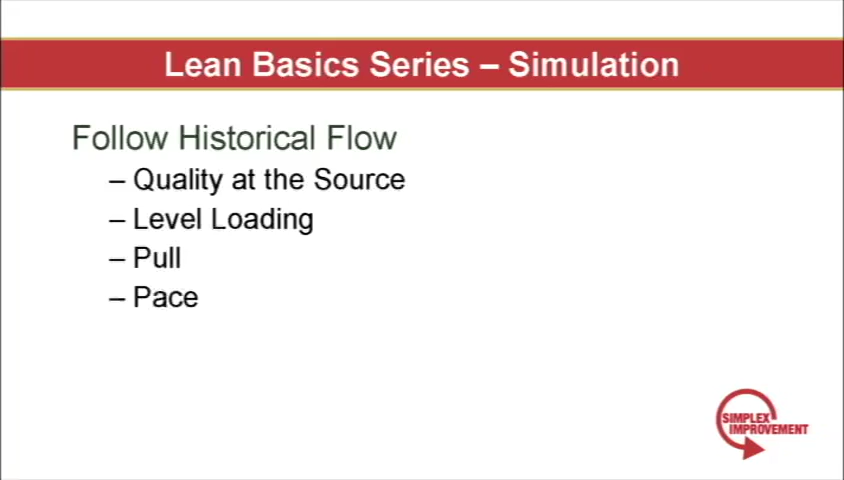 Lean Basics Series – Simulation
Follow Historical Flow
– Quality at the Source
– Level Loading
– Pull
– Pace
SIMPLEX
IMPROVEMENT